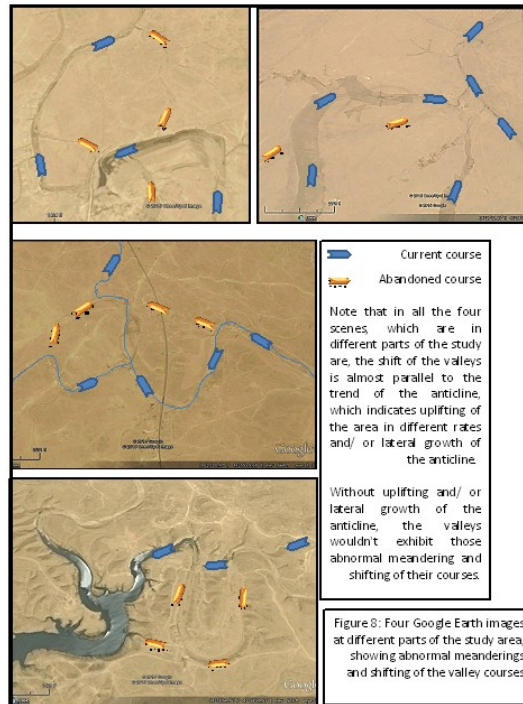 Current course
Abandoned course
Note that in all the four
scenes, which are in
different parts of the study
are, the shift of the valleys
is almost parallel to the
trend of the anticline,
which indicates uplifting of
the area in different rates
and/ or lateral growth of
the anticline.
Without uplifting and/ or
lateral growth of the
anticline, the valleys
wouldn't exhibit those
abnormal meandering and
shifting of their courses.
Google
Figure 8: Four Google Earth images
at different parts of the study area,
showing abnormal meanderings
and shifting of the valley courses